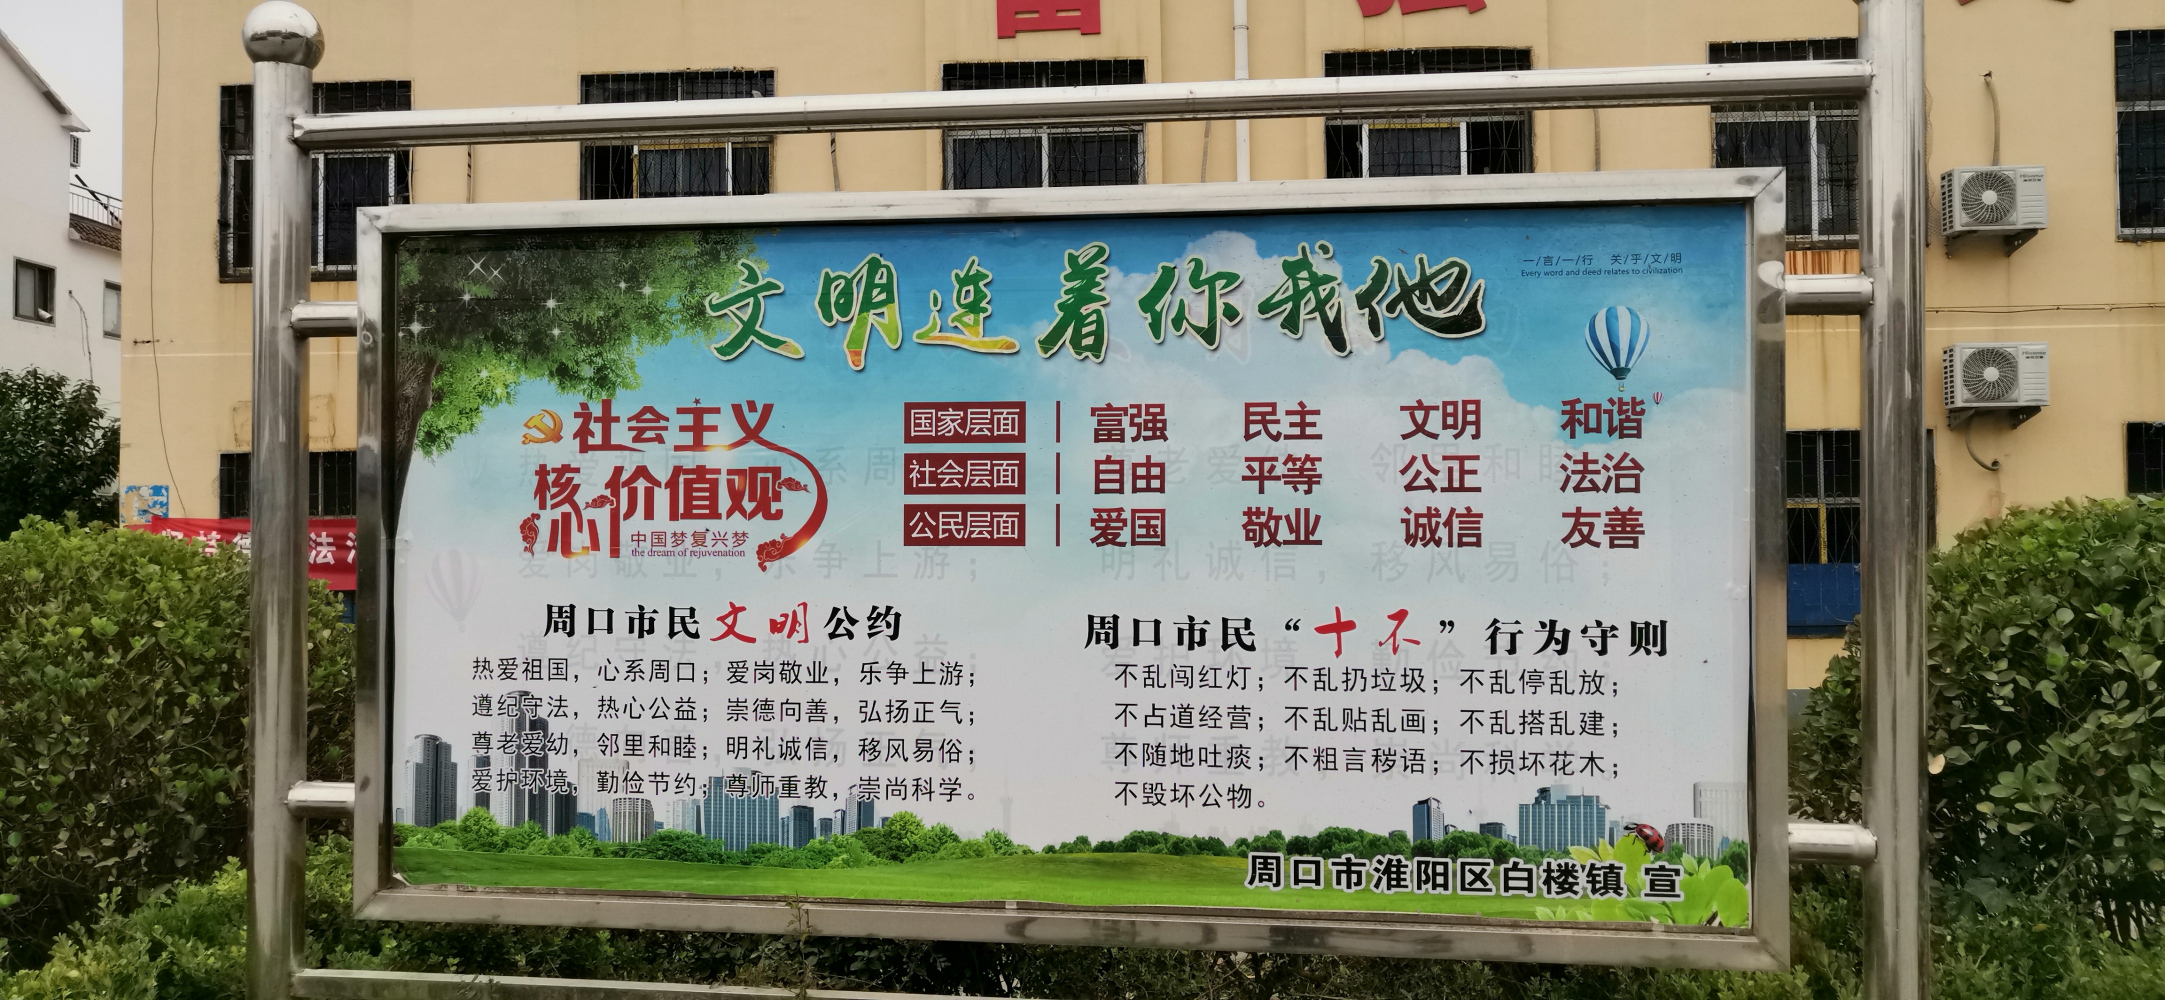 富强
文明连着你我他
一/言/一/行 关/乎/文/明
Every word and deed relates to civilization
Hisense
Hisense
社会主义
核心价值观
中国梦复兴梦
the dream of rejuvenation
国家层面 富强 民主 文明 和谐
社会层面 自由 平等 公正 法治
公民层面 爱国 敬业 诚信 友善
周口市民文明公约
热爱祖国，心系周口；爱岗敬业，乐争上游；
遵纪守法，热心公益；崇德向善，弘扬正气；
尊老爱幼，邻里和睦；明礼诚信，移风易俗；
爱护环境，勤俭节约；尊师重教，崇尚科学。
周口市民“十不”行为守则
不乱闯红灯；不乱扔垃圾；不乱停乱放；
不占道经营；不乱贴乱画；不乱搭乱建；
不随地吐痰；不粗言秽语；不损坏花木；
不毁坏公物。
周口市淮阳区白楼镇 宣